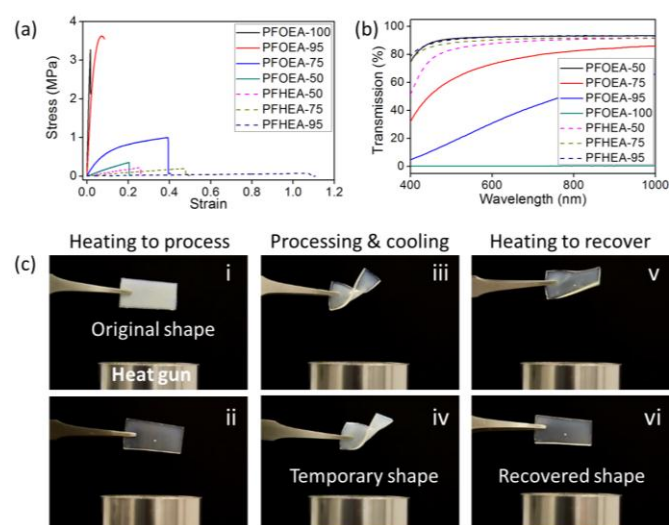 (a)
4
3
2
1
0
Stress (MPa)
0.0 0.2 0.4 0.6 0.8 1.0 1.2
Strain
PFOEA-100
PFOEA-95
PFOEA-75
PFOEA-50
PFHEA-50
PFHEA-75
PFHEA-95
(b)
100
80
60
40
20
0
Transmission (%)
400 600 800 1000
Wavelength (nm)
PFOEA-50
PFOEA-75
PFOEA-95
PFOEA-100
PFHEA-50
PFHEA-75
PFHEA-95
(c)
Heating to process
Processing & cooling
Heating to recover
i
Original shape
Heat gun
iii
v
ii
iv
Temporary shape
vi
Recovered shape